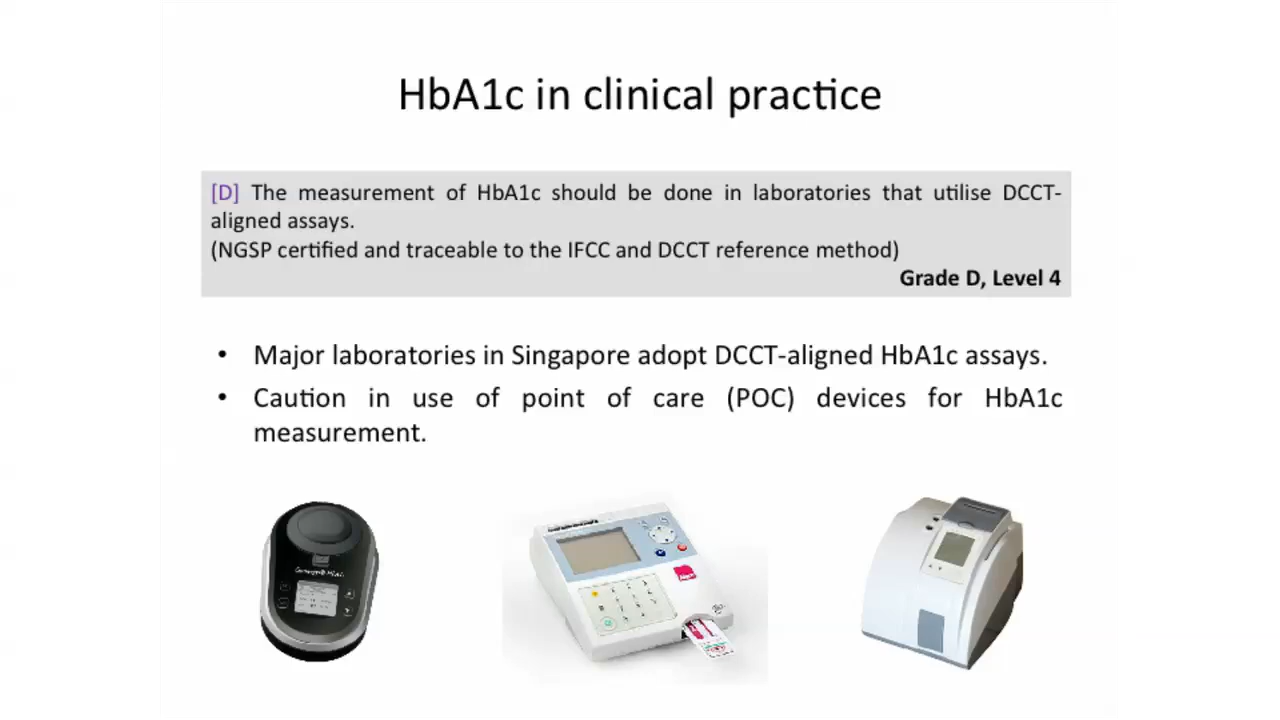 HbA1c in clinical practice
[D] The measurement of HbA1c should be done in laboratories that utilise DCCT-
aligned assays.
(NGSP certified and traceable to the IFCC and DCCT reference method)
Grade D, Level 4
• Major laboratories in Singapore adopt DCCT-aligned HbA1c assays.
• Caution in use of point of care (POC) devices for HbA1c
measurement.